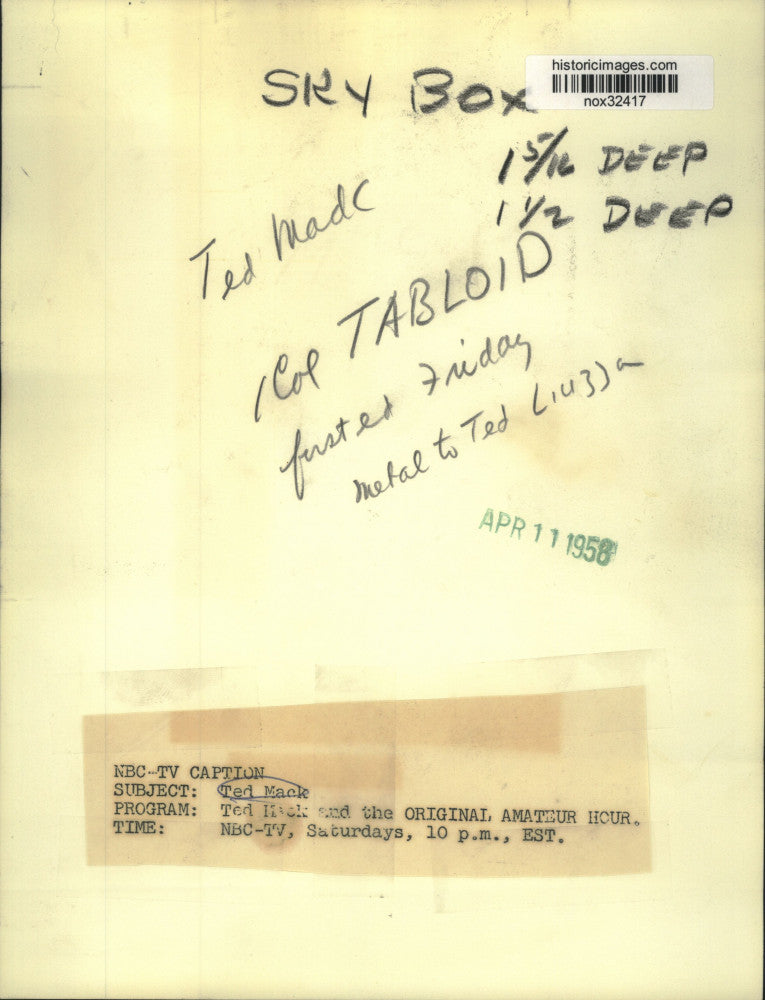 historicimages.com
nox32417
SKY BOX
1 5/16 DEEP
1 1/2 DEEP
Ted Mack
1 Col TABLOID
Friday
metal to Ted
APR 11 1958
NBC-TV CAPTION
SUBJECT: Ted Mack
PROGRAM: Ted Mack and the ORIGINAL AMATEUR HOUR.
TIME: NBC-TV, Saturdays, 10 p.m., EST.